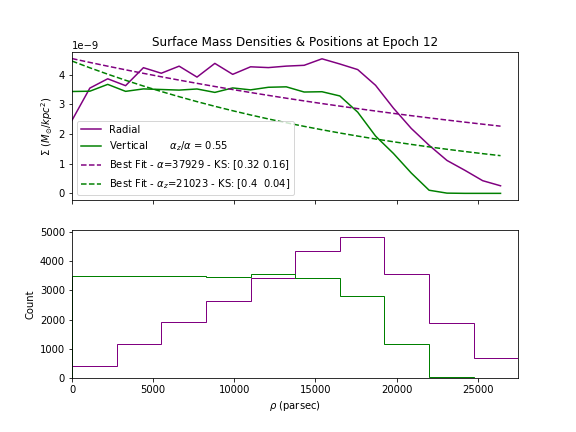 Surface Mass Densities & Positions at Epoch 12
1e−9
4
3
2
1
0
Σ (M⊙/kpc²)
Radial
Vertical α_z/α = 0.55
Best Fit - α=37929 - KS: [0.32 0.16]
Best Fit - α_z=21023 - KS: [0.4 0.04]
5000
4000
3000
2000
1000
0
Count
0 5000 10000 15000 20000 25000
ρ (parsec)